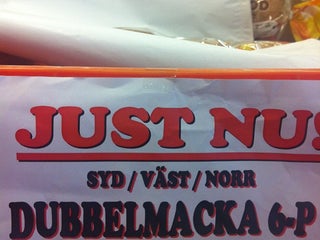 JUST NU!
SYD / VÄST / NORR
DUBBELMACKA 6-P